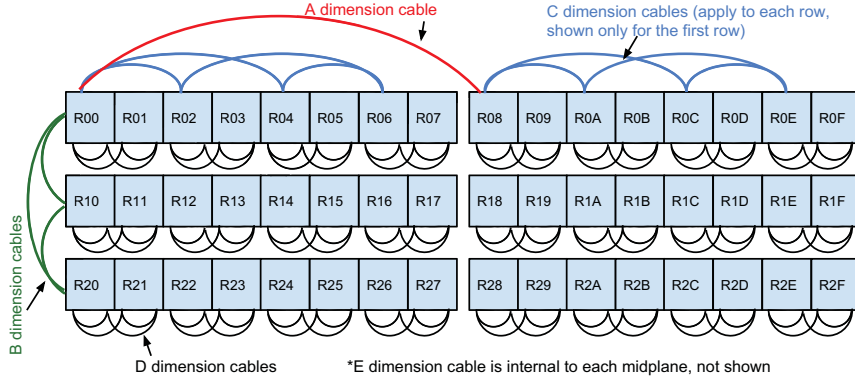 A dimension cable
C dimension cables (apply to each row,
shown only for the first row)
R00 R01 R02 R03 R04 R05 R06 R07 R08 R09 R0A R0B R0C R0D R0E R0F
R10 R11 R12 R13 R14 R15 R16 R17 R18 R19 R1A R1B R1C R1D R1E R1F
R20 R21 R22 R23 R24 R25 R26 R27 R28 R29 R2A R2B R2C R2D R2E R2F
B dimension cables
D dimension cables
*E dimension cable is internal to each midplane, not shown